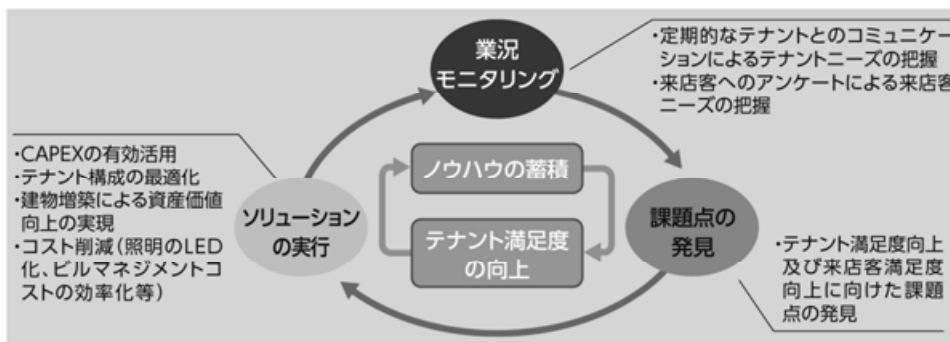 業況
モニタリング
・定期的なテナントとのコミュニケー
ションによるテナントニーズの把握
・来店客へのアンケートによる来店客
ニーズの把握
・CAPEXの有効活用
・テナント構成の最適化
・建物増築による資産価値
向上の実現
・コスト削減(照明のLED
化、ビルマネジメントコ
ストの効率化等)
ソリューション
の実行
ノウハウの蓄積
テナント満足度
の向上
課題点の
発見
・テナント満足度向上
及び来店客満足度
向上に向けた課題
点の発見